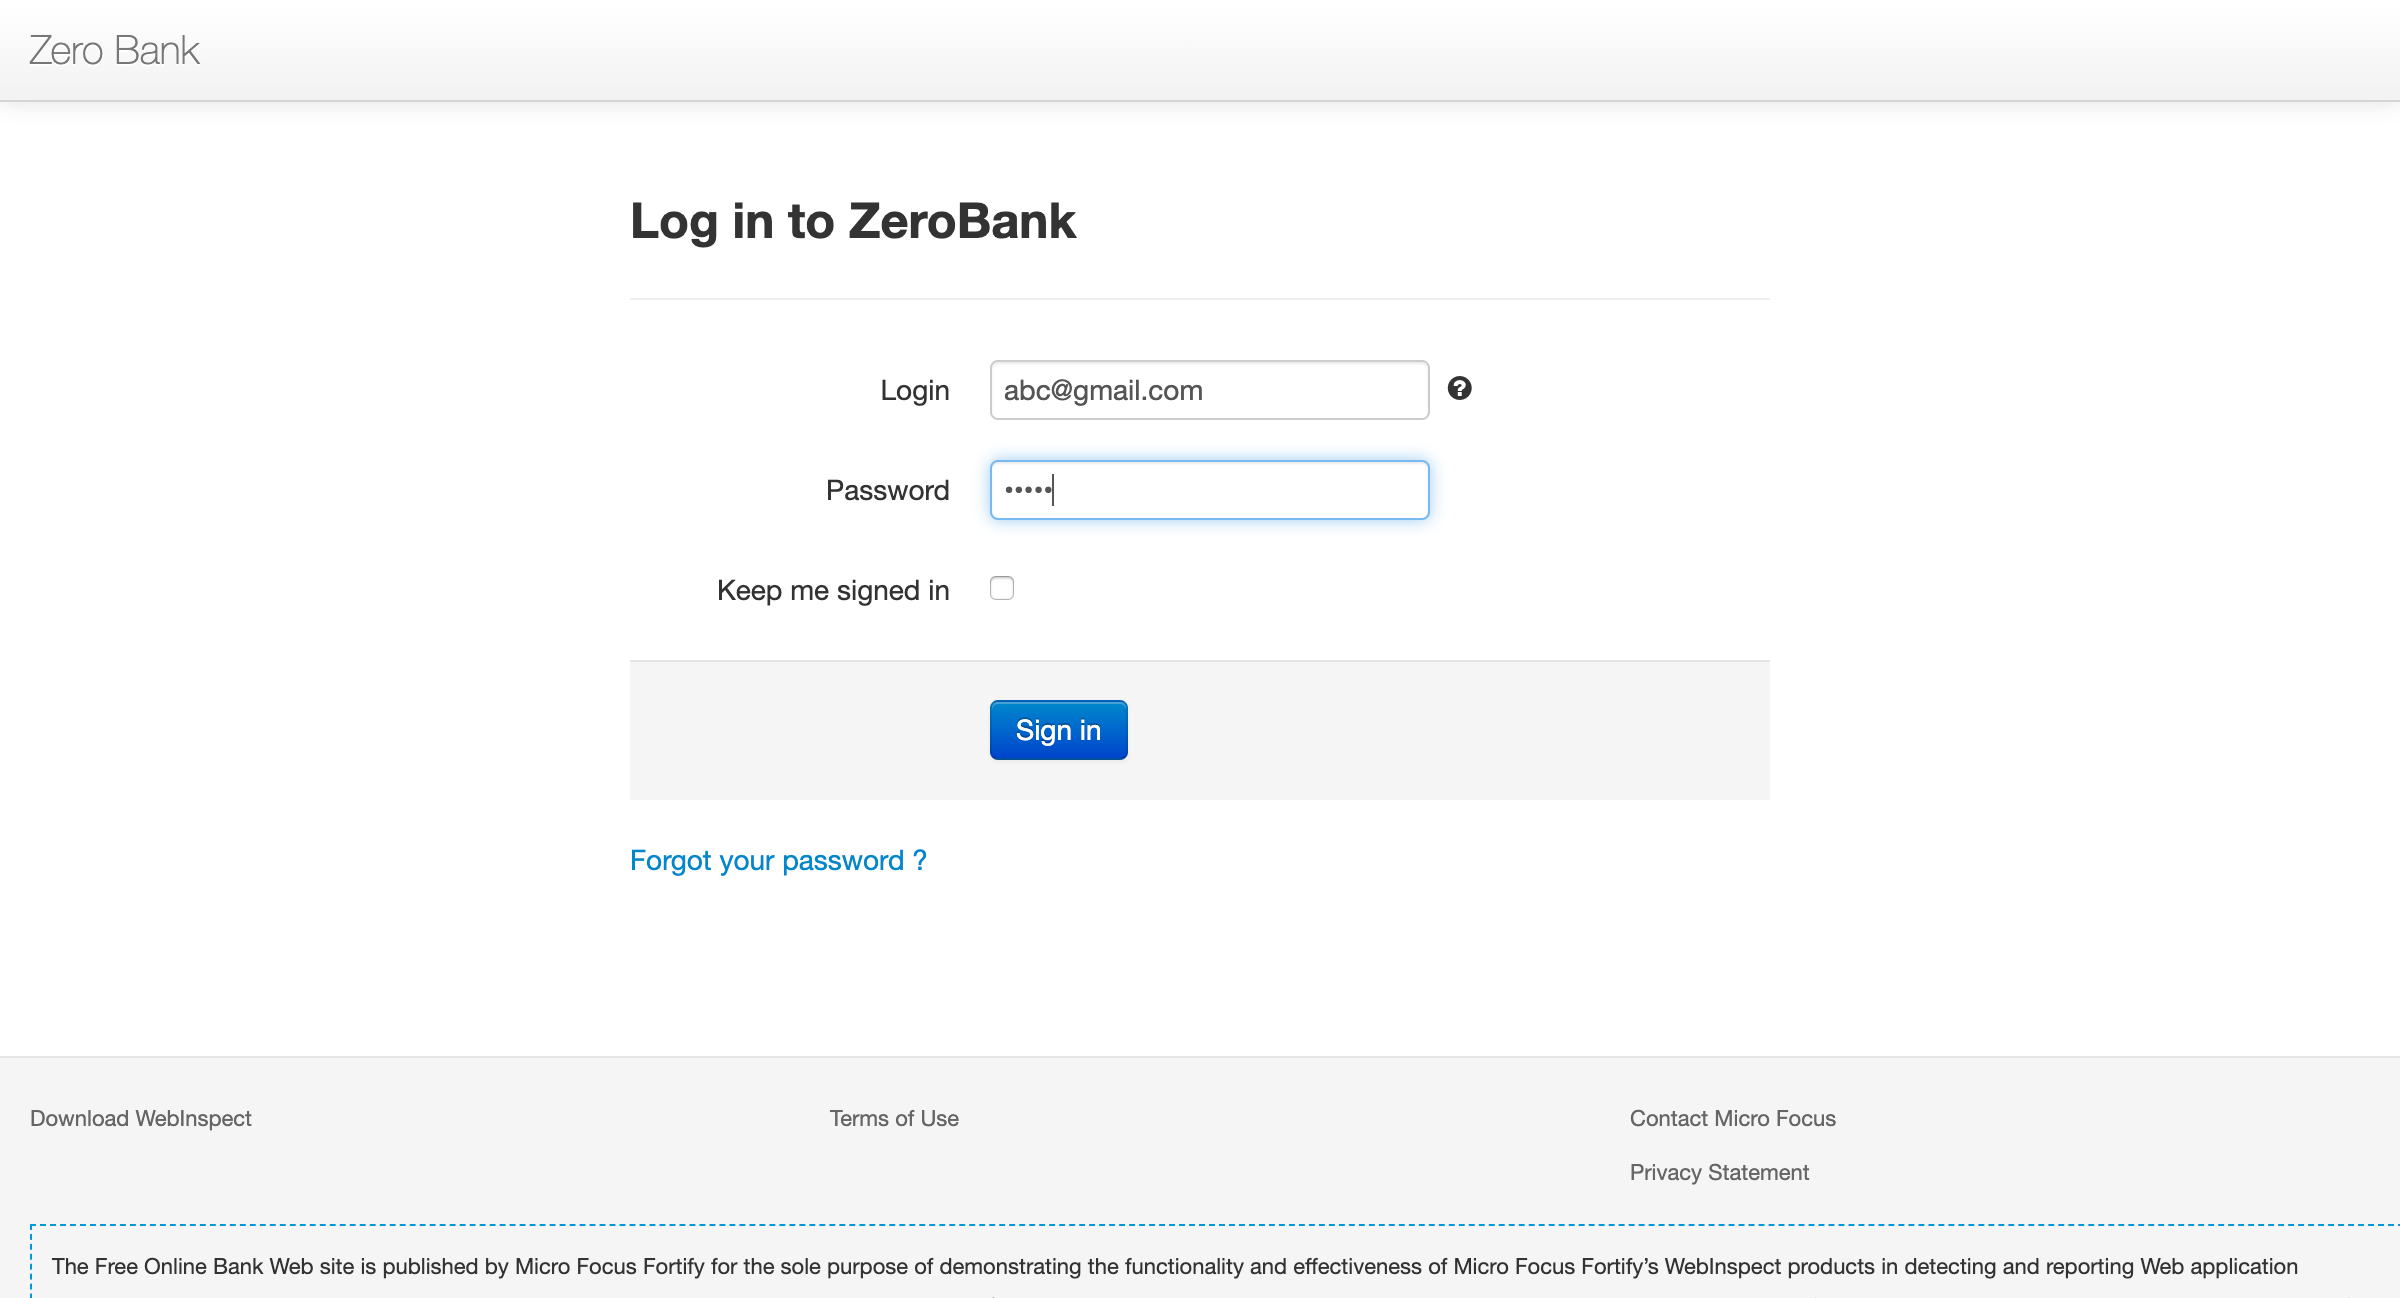 Zero Bank
Log in to ZeroBank
Login
abc@gmail.com
Password
•••••
Keep me signed in
Sign in
Forgot your password ?
Download WebInspect
Terms of Use
Contact Micro Focus
Privacy Statement
The Free Online Bank Web site is published by Micro Focus Fortify for the sole purpose of demonstrating the functionality and effectiveness of Micro Focus Fortify’s WebInspect products in detecting and reporting Web application